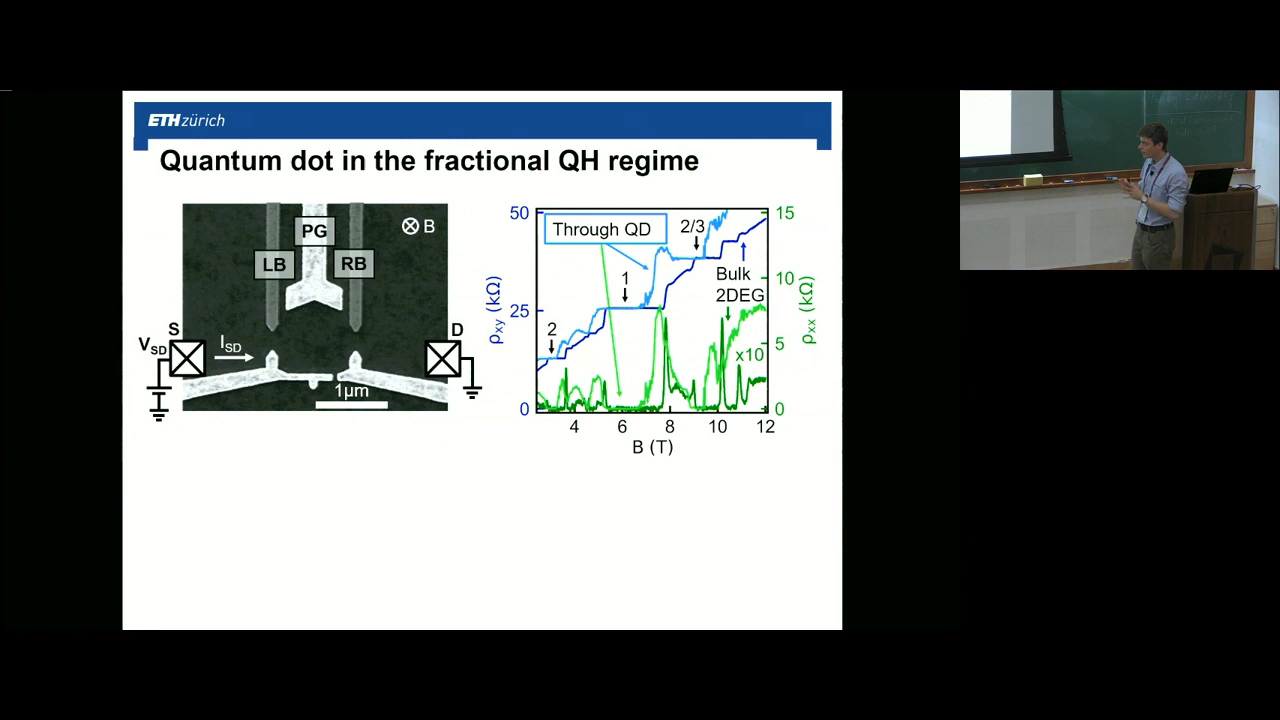 ETH zürich
Quantum dot in the fractional QH regime
PG
⊗ B
LB
RB
S
D
V_SD
I_SD
1µm
50
25
0
ρ_xy (kΩ)
Through QD
2/3
1
2
Bulk
2DEG
x10
15
10
5
0
ρ_xx (kΩ)
4 6 8 10 12
B (T)